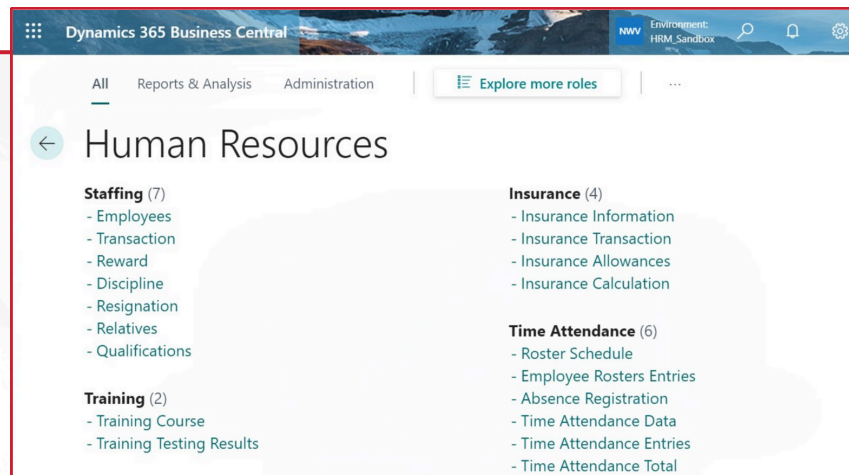 Dynamics 365 Business Central
NWV
Environment:
HRM_Sandbox
All Reports & Analysis Administration Explore more roles ...
Human Resources
Staffing (7)
- Employees
- Transaction
- Reward
- Discipline
- Resignation
- Relatives
- Qualifications
Training (2)
- Training Course
- Training Testing Results
Insurance (4)
- Insurance Information
- Insurance Transaction
- Insurance Allowances
- Insurance Calculation
Time Attendance (6)
- Roster Schedule
- Employee Rosters Entries
- Absence Registration
- Time Attendance Data
- Time Attendance Entries
- Time Attendance Total